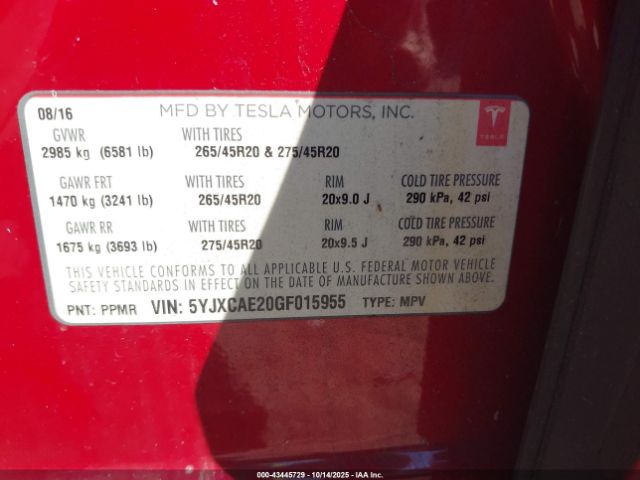 08/16 MFD BY TESLA MOTORS, INC.
GVWR WITH TIRES
2985 kg (6581 lb) 265/45R20 & 275/45R20
TESLA
GAWR FRT WITH TIRES RIM COLD TIRE PRESSURE
1470 kg (3241 lb) 265/45R20 20x9.0 J 290 kPa, 42 psi
GAWR RR WITH TIRES RIM COLD TIRE PRESSURE
1675 kg (3693 lb) 275/45R20 20x9.5 J 290 kPa, 42 psi
THIS VEHICLE CONFORMS TO ALL APPLICABLE U.S. FEDERAL MOTOR VEHICLE
SAFETY STANDARDS IN EFFECT ON THE DATE OF MANUFACTURE SHOWN ABOVE.
PNT: PPMR VIN: 5YJXCAE20GF015955 TYPE: MPV
000-43445729 - 10/14/2025 - IAAI.COM